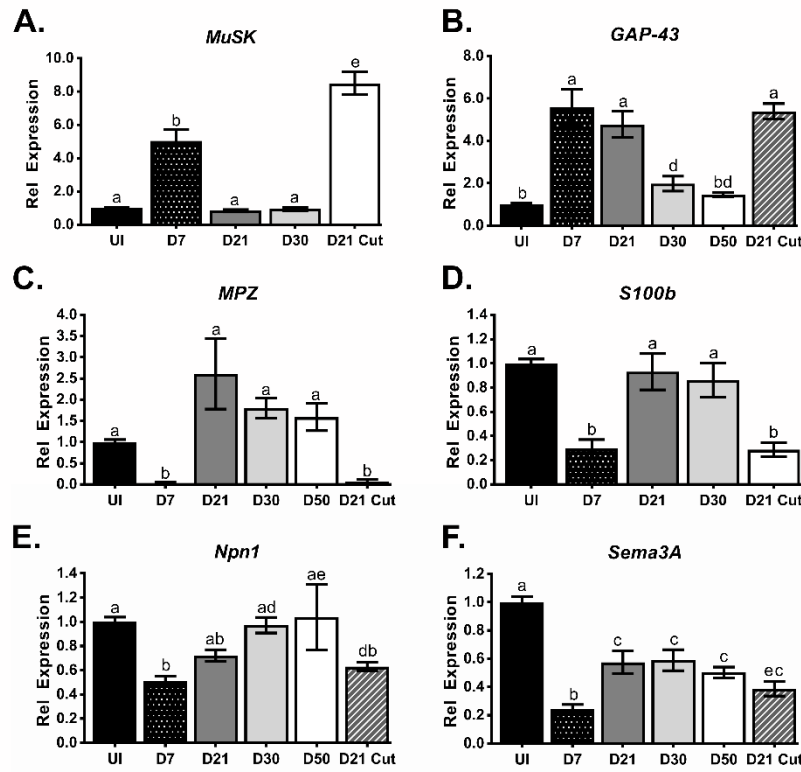 A.
MuSK
Rel Expression
10.0
8.0
6.0
4.0
2.0
0.0
a
b
a
a
e
UI D7 D21 D30 D21 Cut
B.
GAP-43
Rel Expression
8.0
6.0
4.0
2.0
0.0
b
a
a
d
bd
a
UI D7 D21 D30 D50 D21 Cut
C.
MPZ
Rel Expression
4.0
3.5
3.0
2.5
2.0
1.5
1.0
0.5
0.0
a
b
a
a
a
b
UI D7 D21 D30 D50 D21 Cut
D.
S100b
Rel Expression
1.4
1.2
1.0
0.8
0.6
0.4
0.2
0.0
a
b
a
a
b
UI D7 D21 D30 D21 Cut
E.
Npn1
Rel Expression
1.4
1.2
1.0
0.8
0.6
0.4
0.2
0.0
a
b
ab
ad
ae
db
UI D7 D21 D30 D50 D21 Cut
F.
Sema3A
Rel Expression
1.2
1.0
0.8
0.6
0.4
0.2
0.0
a
b
c
c
c
ec
UI D7 D21 D30 D50 D21 Cut